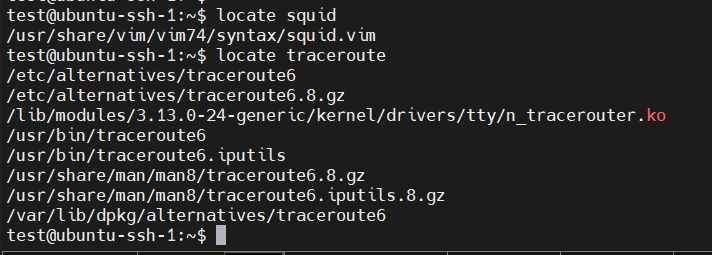 test@ubuntu-ssh-1:~$ locate squid
/usr/share/vim/vim74/syntax/squid.vim
test@ubuntu-ssh-1:~$ locate traceroute
/etc/alternatives/traceroute6
/etc/alternatives/traceroute6.8.gz
/lib/modules/3.13.0-24-generic/kernel/drivers/tty/n_tracerouter.ko
/usr/bin/traceroute6
/usr/bin/traceroute6.iputils
/usr/share/man/man8/traceroute6.8.gz
/usr/share/man/man8/traceroute6.iputils.8.gz
/var/lib/dpkg/alternatives/traceroute6
test@ubuntu-ssh-1:~$